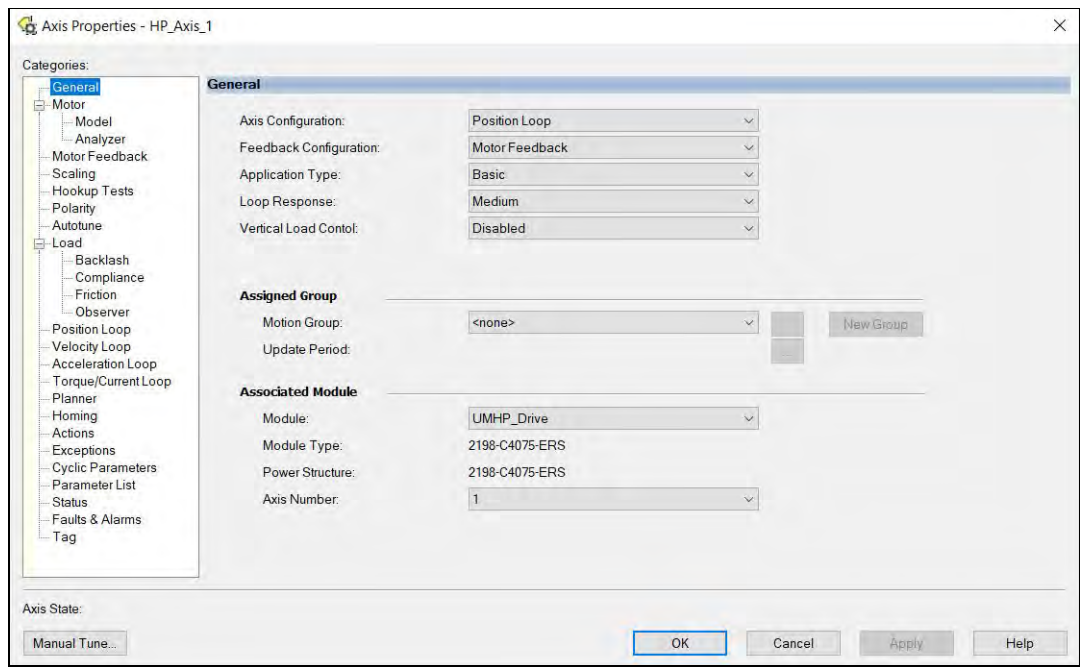 Axis Properties - HP_Axis_1
Categories:
General
Motor
Model
Analyzer
Motor Feedback
Scaling
Hookup Tests
Polarity
Autotune
Load
Backlash
Compliance
Friction
Observer
Position Loop
Velocity Loop
Acceleration Loop
Torque/Current Loop
Planner
Homing
Actions
Exceptions
Cyclic Parameters
Parameter List
Status
Faults & Alarms
Tag
General
Axis Configuration: Position Loop
Feedback Configuration: Motor Feedback
Application Type: Basic
Loop Response: Medium
Vertical Load Contol: Disabled
Assigned Group
Motion Group: <none> New Group
Update Period:
Associated Module
Module: UMHP_Drive
Module Type: 2198-C4075-ERS
Power Structure: 2198-C4075-ERS
Axis Number: 1
Axis State:
Manual Tune... OK Cancel Apply Help